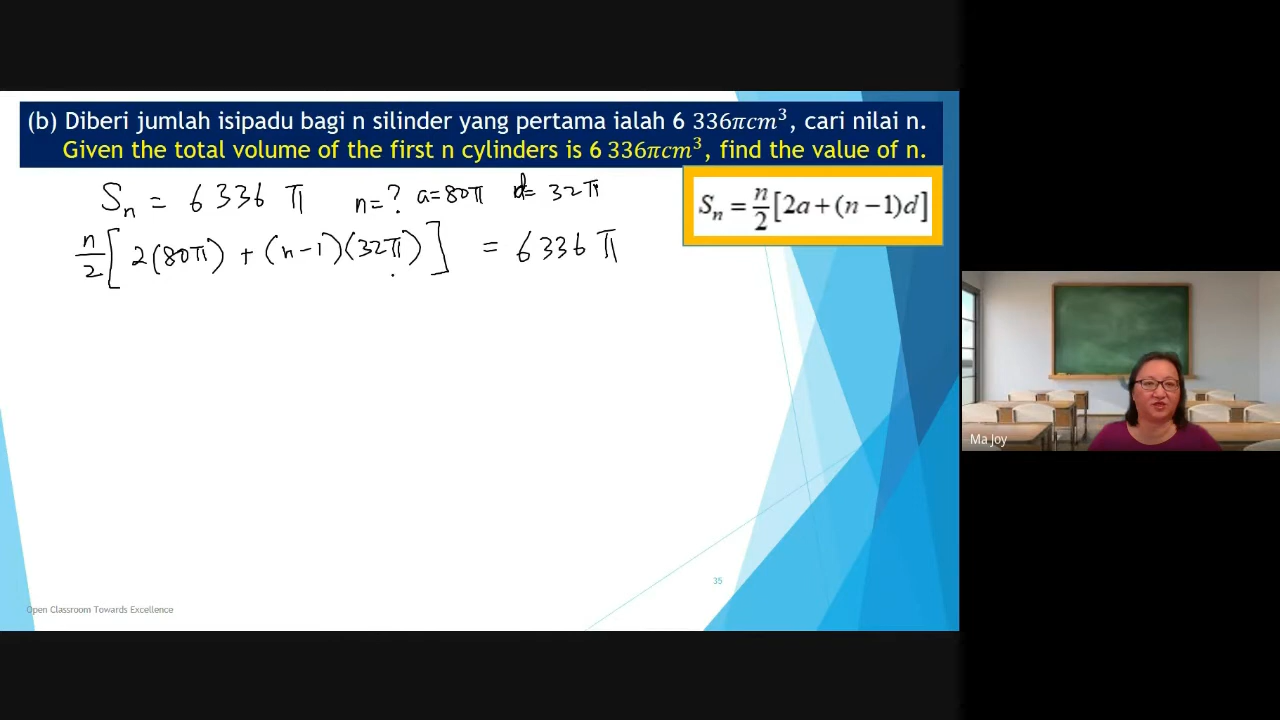 (b) Diberi jumlah isipadu bagi n silinder yang pertama ialah 6 336𝜋𝑐𝑚³, cari nilai n.
Given the total volume of the first n cylinders is 6 336𝜋𝑐𝑚³, find the value of n.
Sₙ = 6336 π n=? a=80π d= 32π
Sₙ = n/2 [2a+(n−1)d]
n/2 [ 2(80π) + (n-1)(32π) ] = 6336 π
Ma Joy
35
Open Classroom Towards Excellence